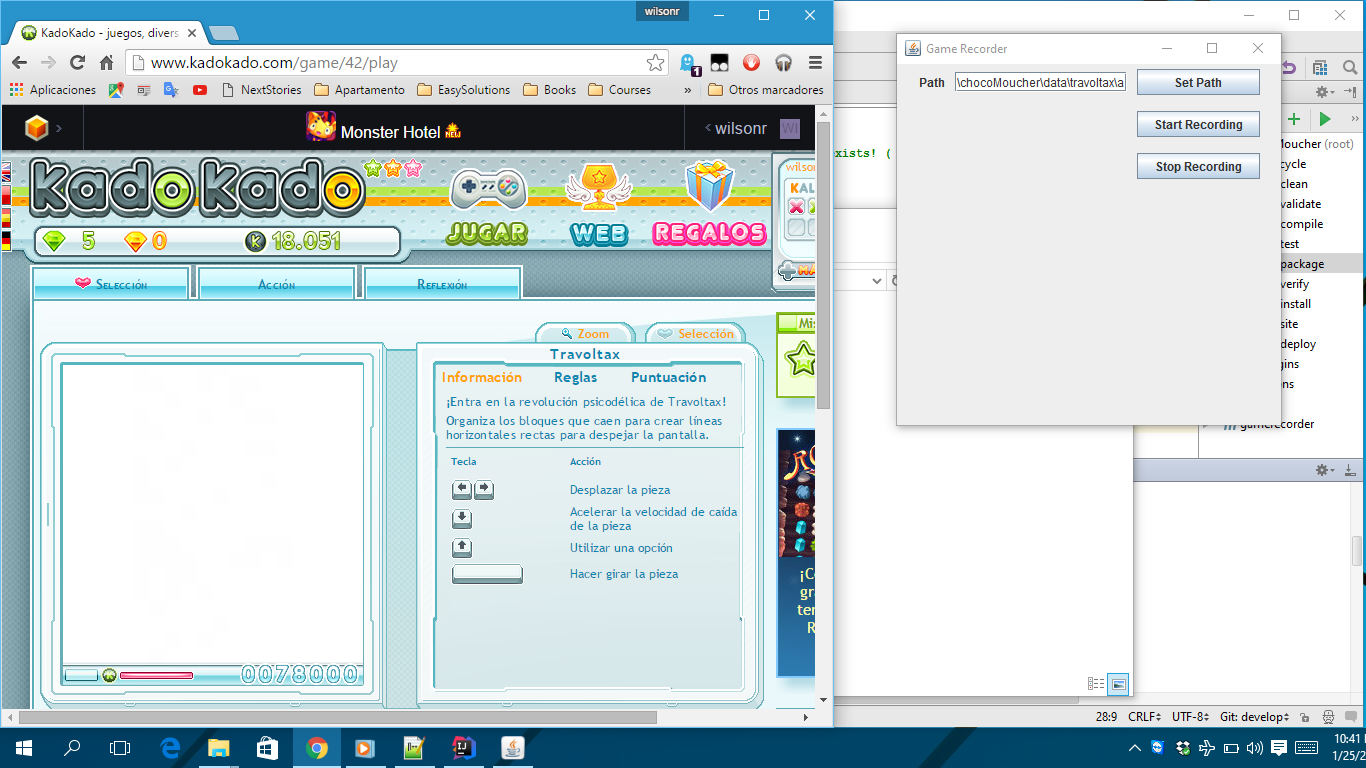 wilsonr
KadoKado - juegos, divers
www.kadokado.com/game/42/play
1
Aplicaciones NextStories Apartamento EasySolutions Books Courses » Otros marcadores
Monster Hotel NEW
wilsonr WI
KadoKado
JUGAR WEB REGALOS
5 0 K 18.051
Selección Acción Reflexión
Zoom Selección
Travoltax
Información Reglas Puntuación
¡Entra en la revolución psicodélica de Travoltax!
Organiza los bloques que caen para crear líneas
horizontales rectas para despejar la pantalla.
Tecla Acción
Desplazar la pieza
Acelerar la velocidad de caída
de la pieza
Utilizar una opción
Hacer girar la pieza
0078000
Game Recorder
Path \chocoMoucher\data\travoltax\a Set Path
Start Recording
Stop Recording
exists! (
Moucher (root)
cycle
clean
validate
compile
test
package
verify
install
site
deploy
gins
ens
gamerecorder
28:9 CRLF UTF-8 Git: develop
10:41
1/25/2